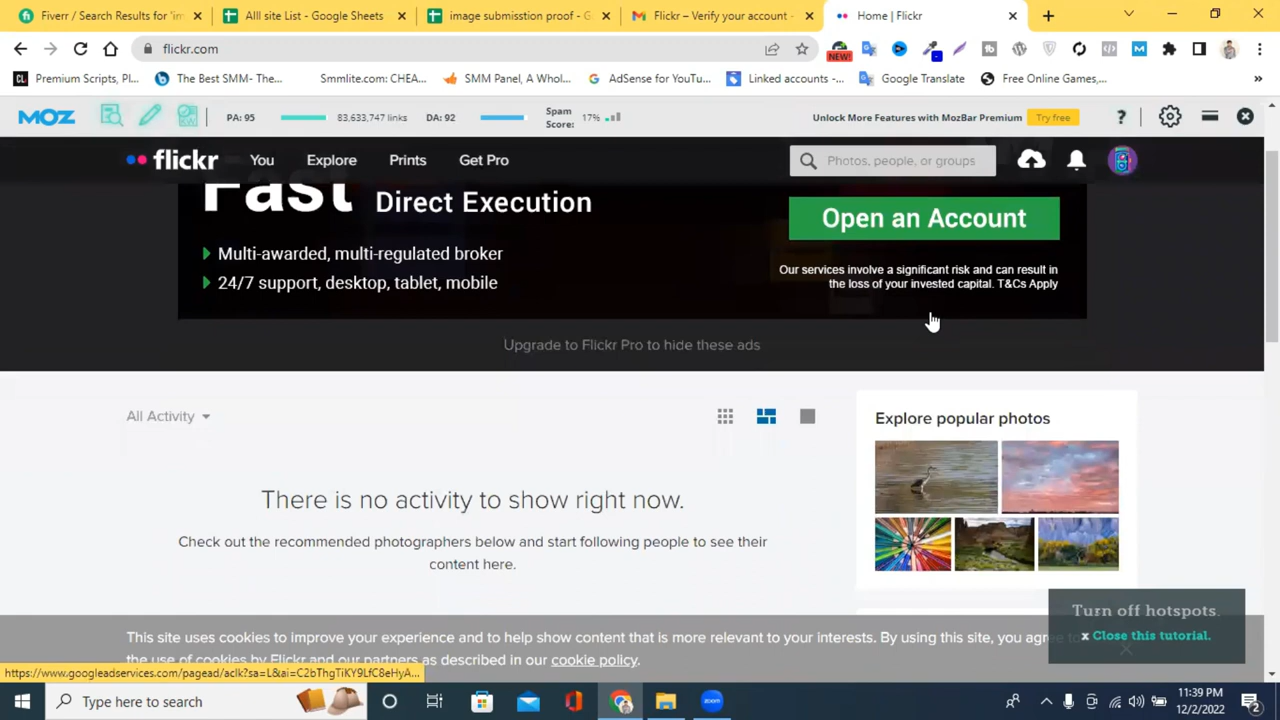 Fiverr / Search Results for 'im
Alll site List - Google Sheets
image submisstion proof - Goog
Flickr – Verify your account -
Home | Flickr
flickr.com
NEW!
Premium Scripts, Pl...
The Best SMM- The...
Smmlite.com: CHEA...
SMM Panel, A Whol...
AdSense for YouTu...
Linked accounts -...
Google Translate
Free Online Games,...
MOZ
PA: 95
83,633,747 links
DA: 92
Spam Score: 17%
Unlock More Features with MozBar Premium
Try free
flickr
You
Explore
Prints
Get Pro
Photos, people, or groups
Fast Direct Execution
Open an Account
Multi-awarded, multi-regulated broker
24/7 support, desktop, tablet, mobile
Our services involve a significant risk and can result in
the loss of your invested capital. T&Cs Apply
Upgrade to Flickr Pro to hide these ads
All Activity
Explore popular photos
There is no activity to show right now.
Check out the recommended photographers below and start following people to see their
content here.
Turn off hotspots.
x Close this tutorial.
This site uses cookies to improve your experience and to help show content that is more relevant to your interests. By using this site, you agree to
the use of cookies by Flickr and our partners as described in our cookie policy.
https://www.googleadservices.com/pagead/aclk?sa=L&ai=C2bThgTiKY9LfC8eHyA...
Type here to search
zoom
11:39 PM
12/2/2022
2